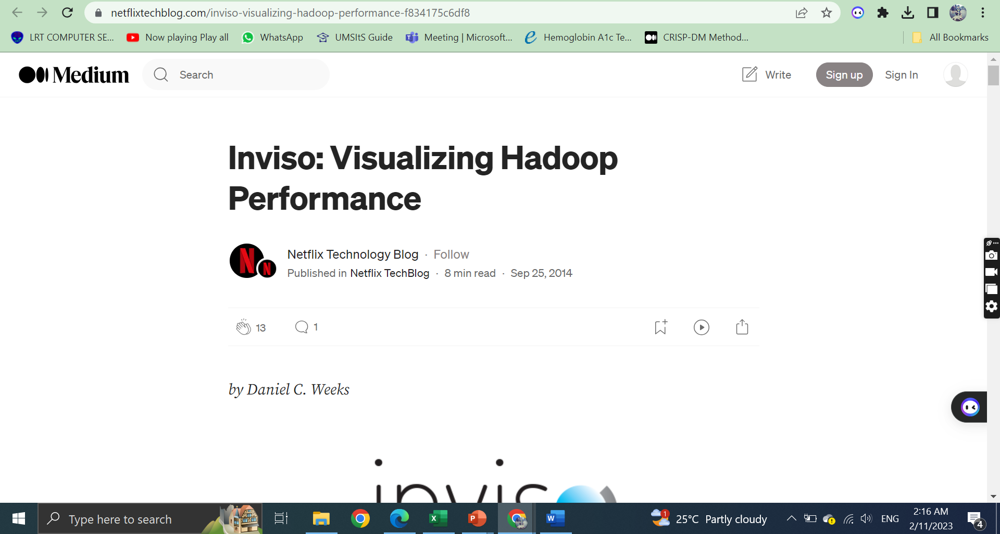 netflixtechblog.com/inviso-visualizing-hadoop-performance-f834175c6df8
LRT COMPUTER SE... Now playing Play all WhatsApp UMSItS Guide Meeting | Microsoft... Hemoglobin A1c Te... CRISP-DM Method... All Bookmarks
Medium Search Write Sign up Sign In
Inviso: Visualizing Hadoop
Performance
Netflix Technology Blog · Follow
Published in Netflix TechBlog · 8 min read · Sep 25, 2014
13 1
by Daniel C. Weeks
inviso
Type here to search 1 25°C Partly cloudy ENG 2:16 AM
2/11/2023 4